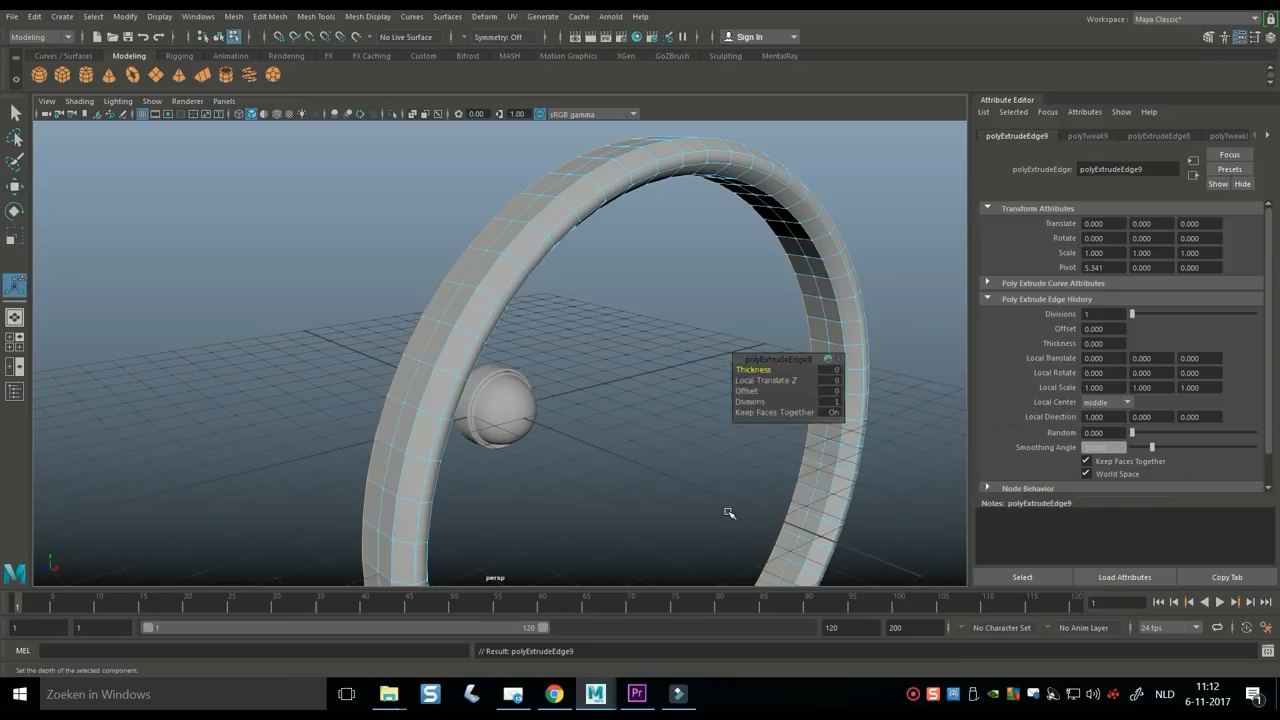 File Edit Create Select Modify Display Windows Mesh Edit Mesh Mesh Tools Mesh Display Curves Surfaces Deform UV Generate Cache Arnold Help Workspace : Maya Classic*
Modeling No Live Surface Symmetry: Off Sign In
Curves / Surfaces Modeling Rigging Animation Rendering FX FX Caching Custom Bifrost MASH Motion Graphics XGen GoZBrush Sculpting MentalRay
View Shading Lighting Show Renderer Panels
0.00 1.00 sRGB gamma
Attribute Editor
List Selected Focus Attributes Show Help
polyExtrudeEdge9 polyTweak9 polyExtrudeEdge8
polyExtrudeEdge: polyExtrudeEdge9
Focus
Presets
Show Hide
Transform Attributes
Translate 0.000 0.000 0.000
Rotate 0.000 0.000 0.000
Scale 1.000 1.000 1.000
Pivot 5.341 0.000 0.000
Poly Extrude Curve Attributes
Poly Extrude Edge History
Divisions 1
Offset 0.000
Thickness 0.000
Local Translate 0.000 0.000 0.000
Local Rotate 0.000 0.000 0.000
Local Scale 1.000 1.000 1.000
Local Center middle
Local Direction 1.000 0.000 0.000
Random 0.000
Smoothing Angle
Keep Faces Together
World Space
Node Behavior
Notes: polyExtrudeEdge9
Select Load Attributes Copy Tab
polyExtrudeEdge9
Thickness 0
Local Translate Z 0
Offset 0
Divisions 1
Keep Faces Together On
persp
y
1 5 10 15 20 25 30 35 40 45 50 55 60 65 70 75 80 85 90 95 100 105 110 115 120 1
1 1 1 120 120 200 No Character Set No Anim Layer 24 fps
MEL // Result: polyExtrudeEdge9
Set the depth of the selected component.
Zoeken in Windows NLD 11:12
6-11-2017